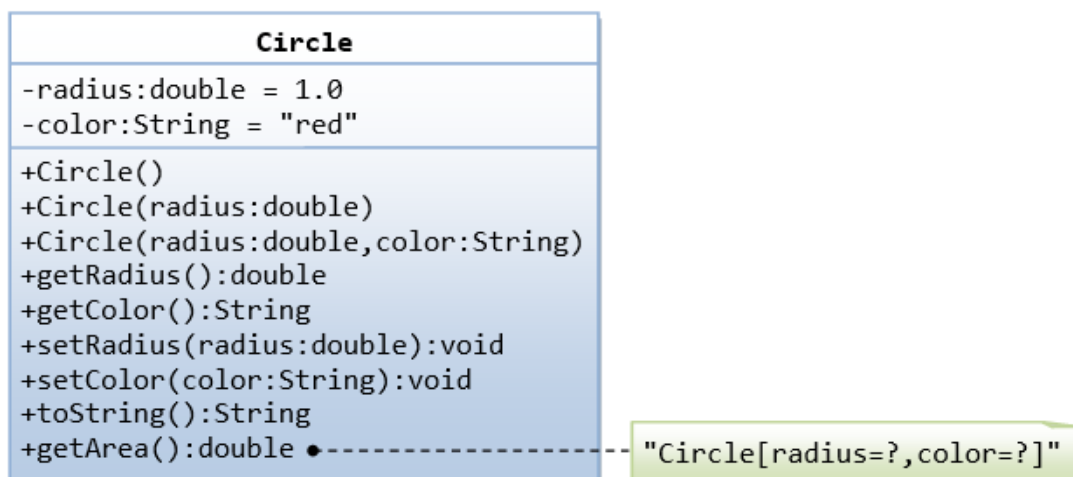 Circle
-radius:double = 1.0
-color:String = "red"
+Circle()
+Circle(radius:double)
+Circle(radius:double,color:String)
+getRadius():double
+getColor():String
+setRadius(radius:double):void
+setColor(color:String):void
+toString():String
+getArea():double
"Circle[radius=?,color=?]"